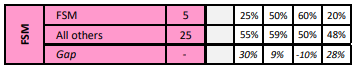 FSM
FSM 5 25% 50% 60% 20%
All others 25 55% 59% 50% 48%
Gap - 30% 9% -10% 28%